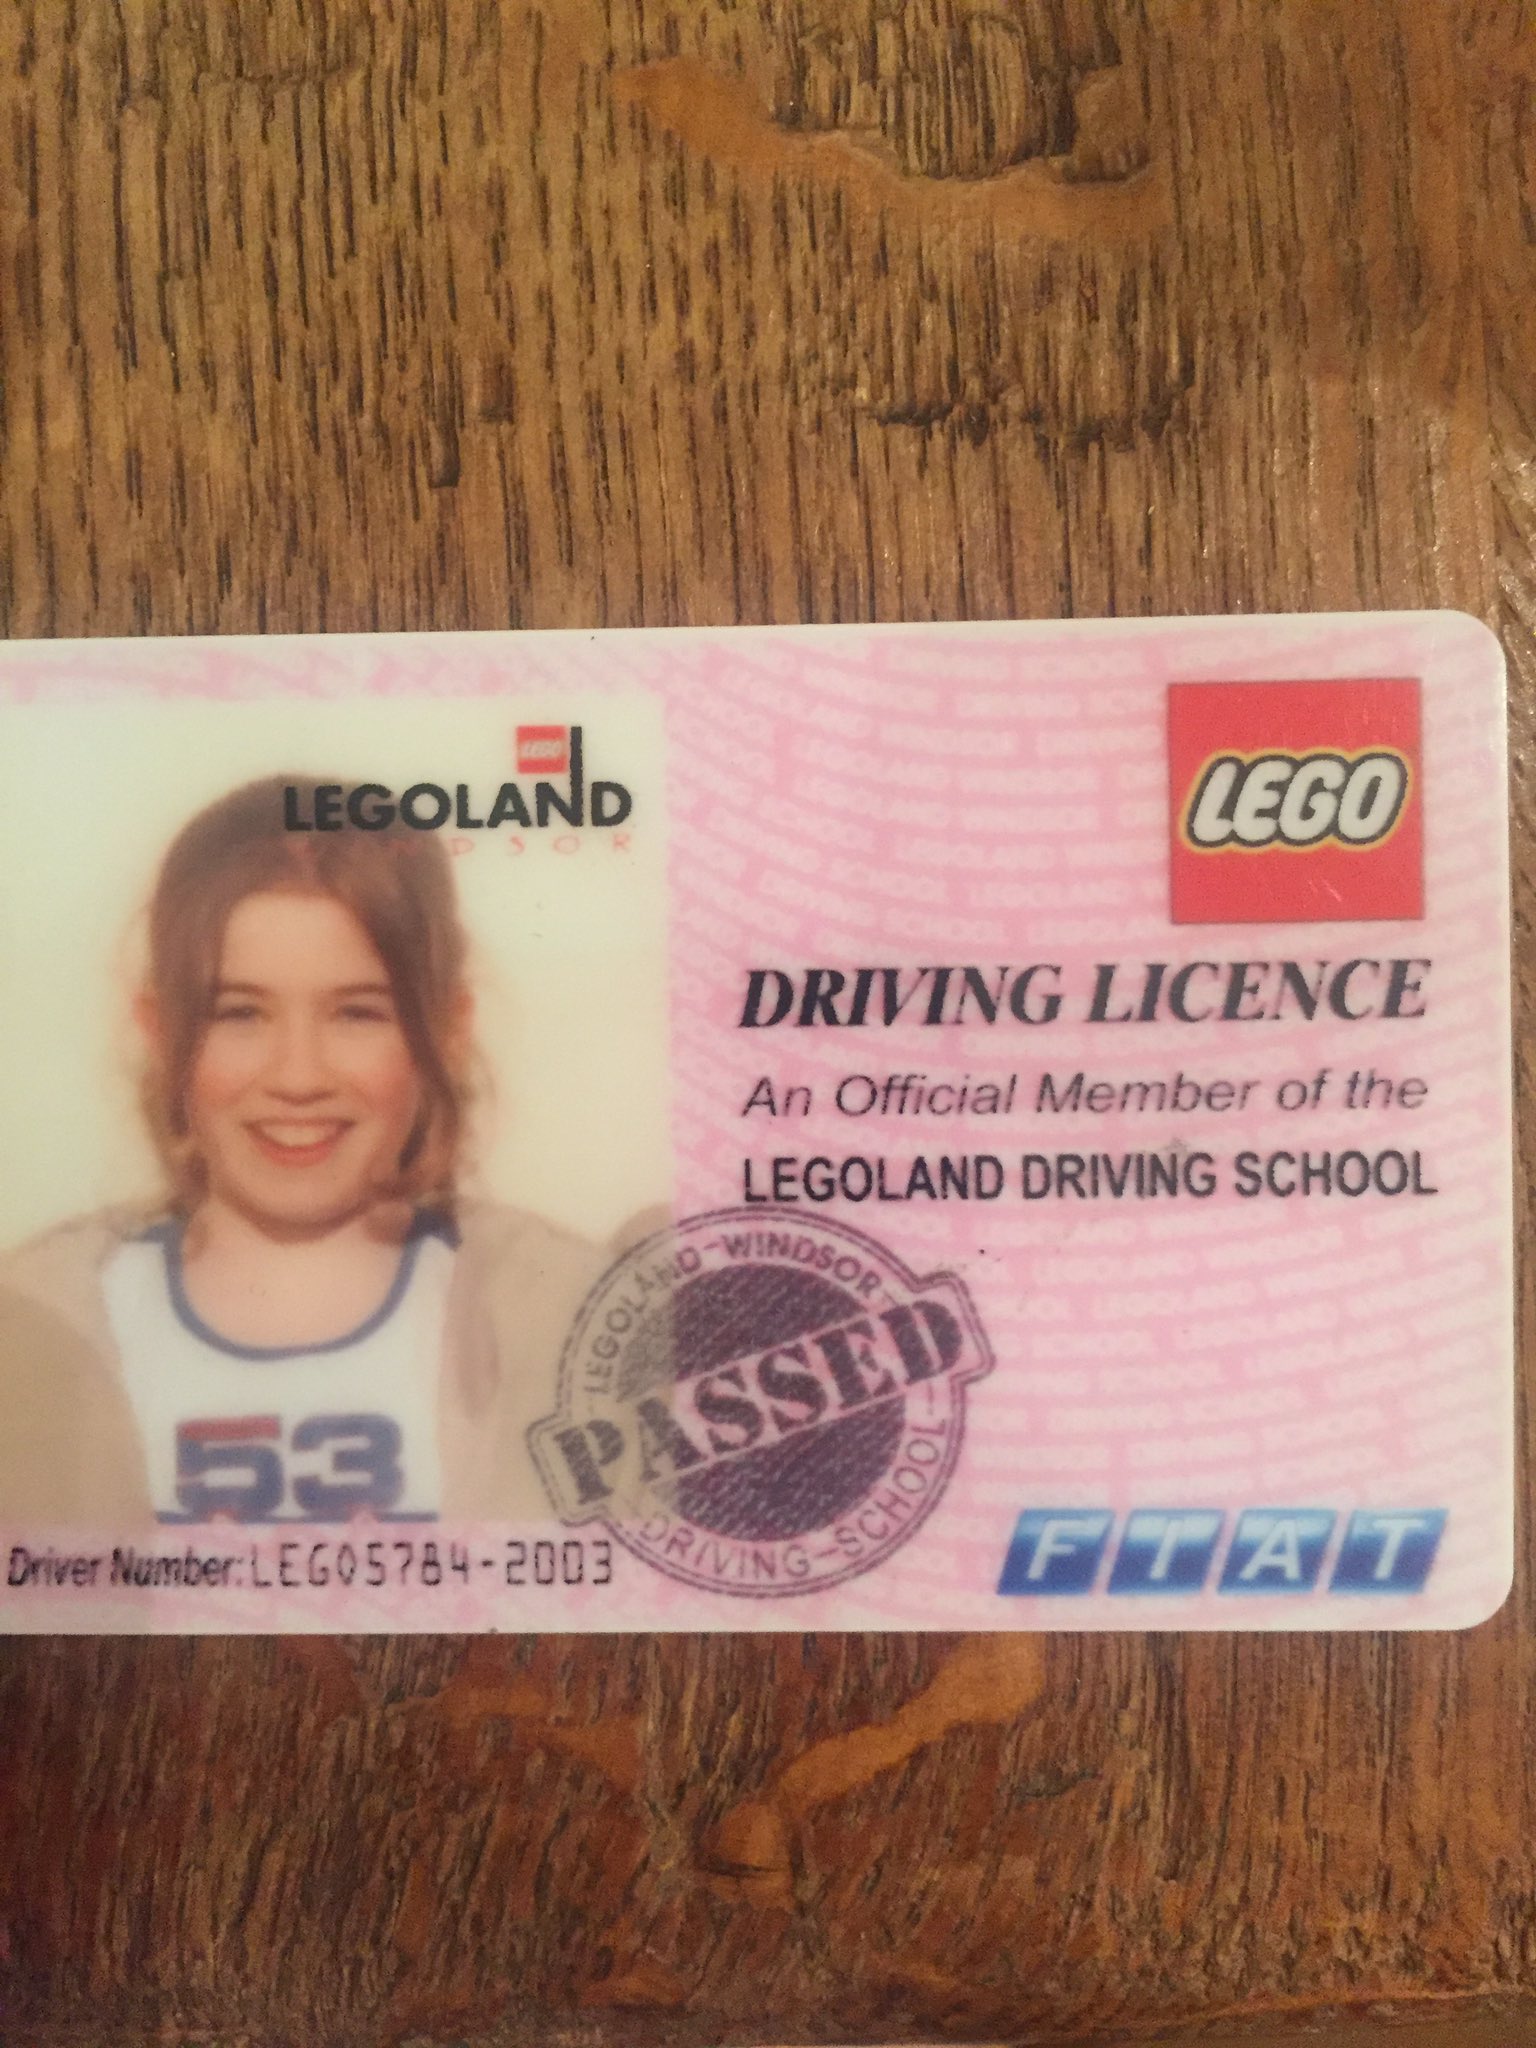 LEGO
LEGOLAND
WINDSOR
LEGO
DRIVING LICENCE
An Official Member of the
LEGOLAND DRIVING SCHOOL
LEGOLAND-WINDSOR
PASSED
DRIVING-SCHOOL
53
Driver Number:LEGO5784-2003
FIAT